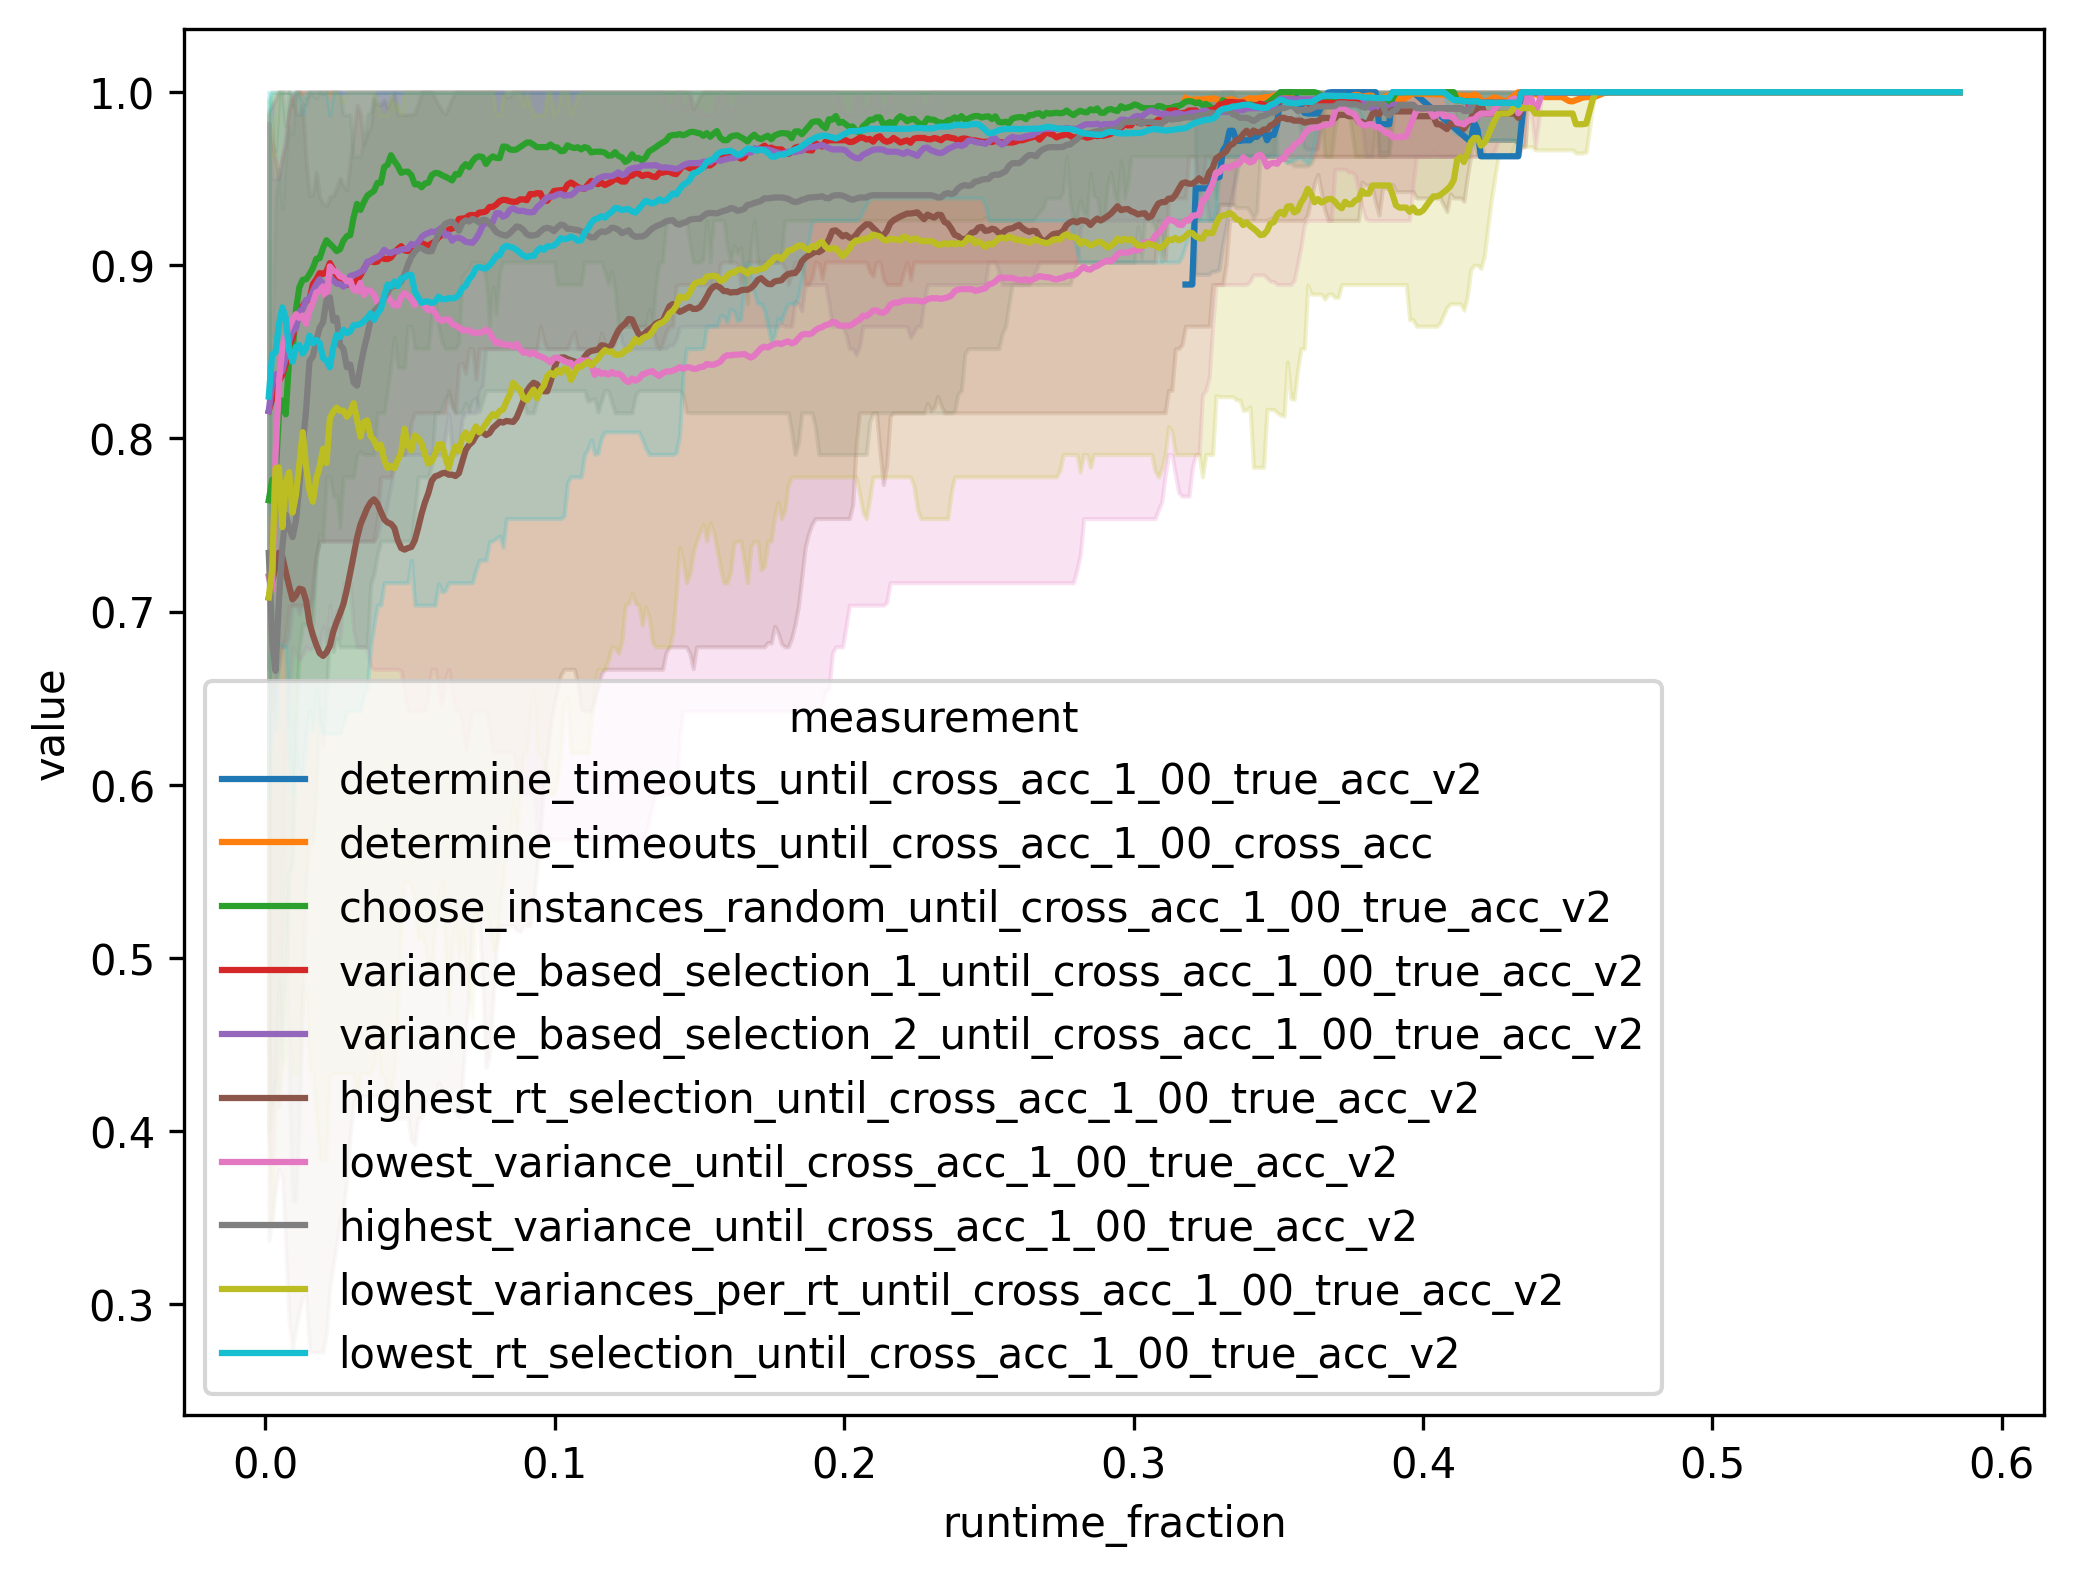 1.0
0.9
0.8
0.7
0.6
0.5
0.4
0.3
value
measurement
determine_timeouts_until_cross_acc_1_00_true_acc_v2
determine_timeouts_until_cross_acc_1_00_cross_acc
choose_instances_random_until_cross_acc_1_00_true_acc_v2
variance_based_selection_1_until_cross_acc_1_00_true_acc_v2
variance_based_selection_2_until_cross_acc_1_00_true_acc_v2
highest_rt_selection_until_cross_acc_1_00_true_acc_v2
lowest_variance_until_cross_acc_1_00_true_acc_v2
highest_variance_until_cross_acc_1_00_true_acc_v2
lowest_variances_per_rt_until_cross_acc_1_00_true_acc_v2
lowest_rt_selection_until_cross_acc_1_00_true_acc_v2
0.0 0.1 0.2 0.3 0.4 0.5 0.6
runtime_fraction